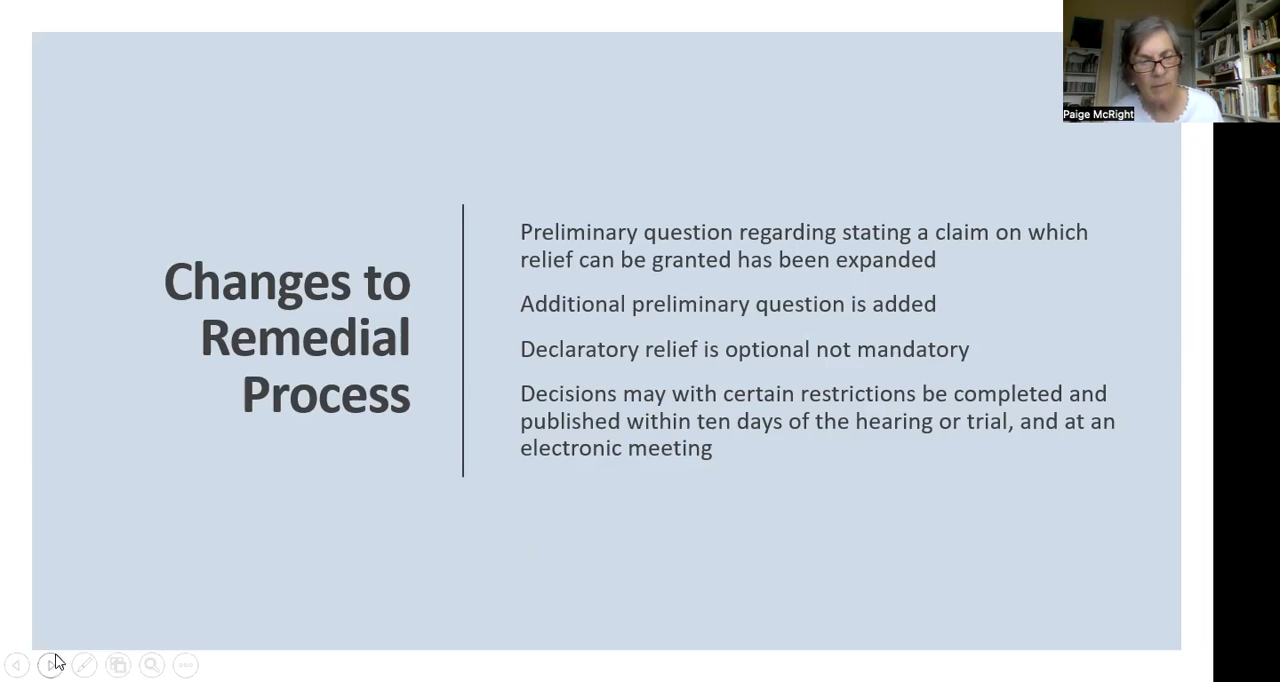 Paige McRight
Changes to
Remedial
Process
Preliminary question regarding stating a claim on which
relief can be granted has been expanded
Additional preliminary question is added
Declaratory relief is optional not mandatory
Decisions may with certain restrictions be completed and
published within ten days of the hearing or trial, and at an
electronic meeting